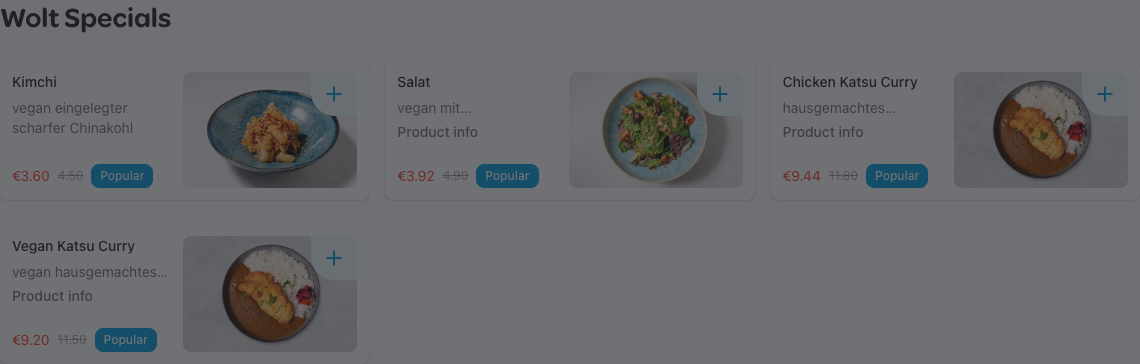 Wolt Specials
Kimchi
vegan eingelegter
scharfer Chinakohl
€3.60 4.50 Popular
Salat
vegan mit...
Product info
€3.92 4.90 Popular
Chicken Katsu Curry
hausgemachtes...
Product info
€9.44 11.80 Popular
Vegan Katsu Curry
vegan hausgemachtes...
Product info
€9.20 11.50 Popular